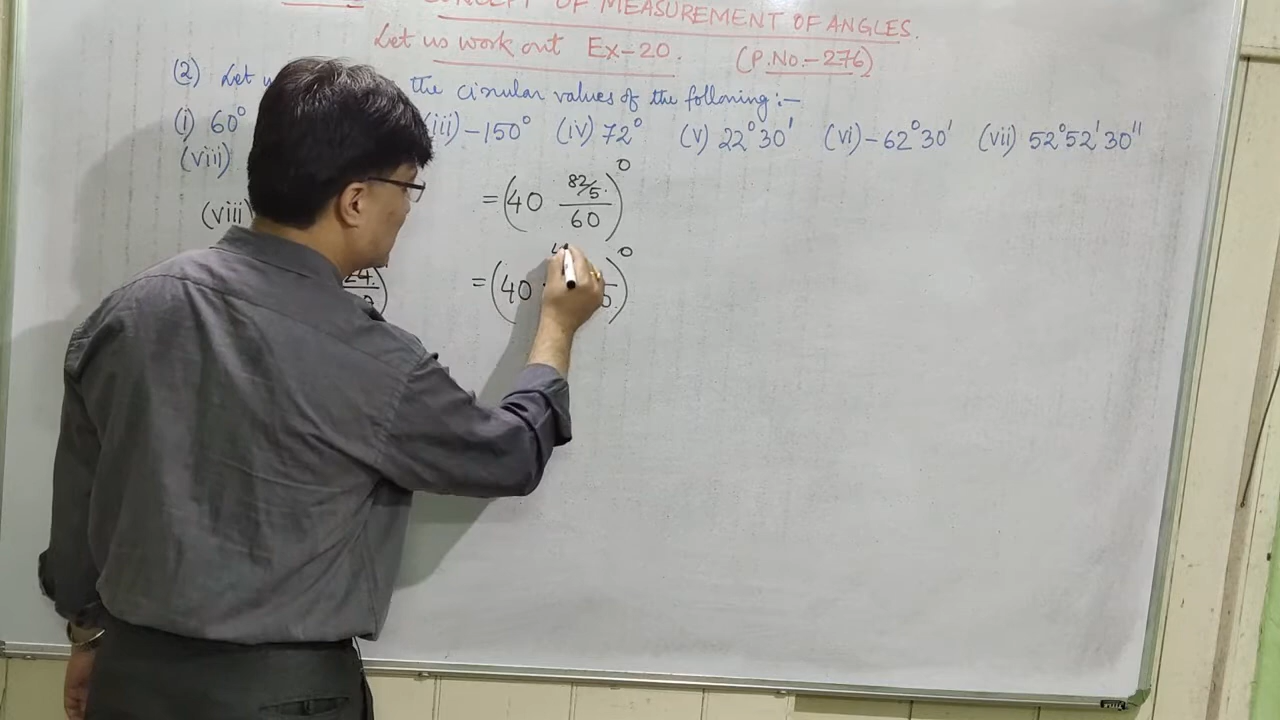 CONCEPT OF MEASUREMENT OF ANGLES.
Let us work out Ex-20. (P.NO.-276)
(2) Let the circular values of the following:-
(i) 60° (iii) -150° (iv) 72° (v) 22°30' (vi) -62°30' (vii) 52°52'30"
(viii)
(viii) = (40 82/5/60)°
24 = (40